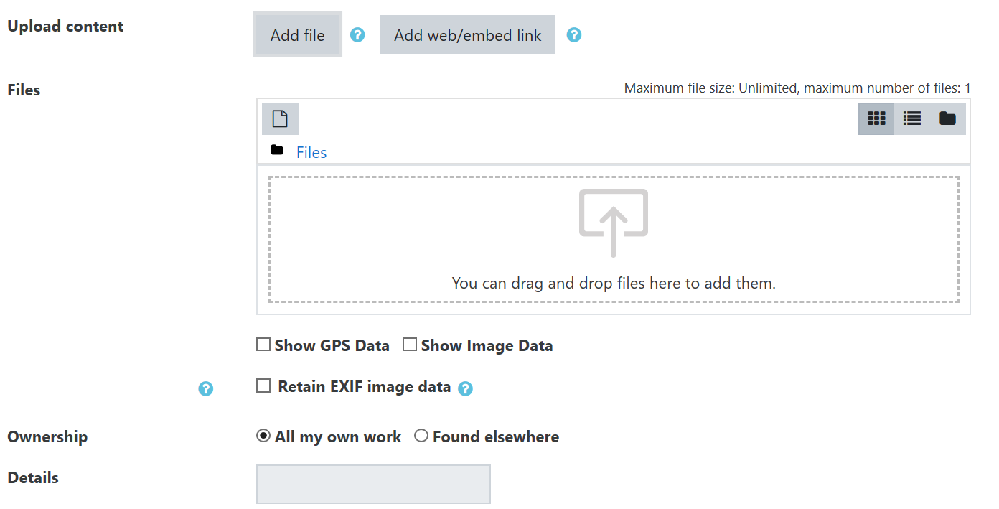 Upload content
Add file ? Add web/embed link ?
Files
Maximum file size: Unlimited, maximum number of files: 1
Files
You can drag and drop files here to add them.
Show GPS Data Show Image Data
? Retain EXIF image data ?
Ownership
All my own work Found elsewhere
Details